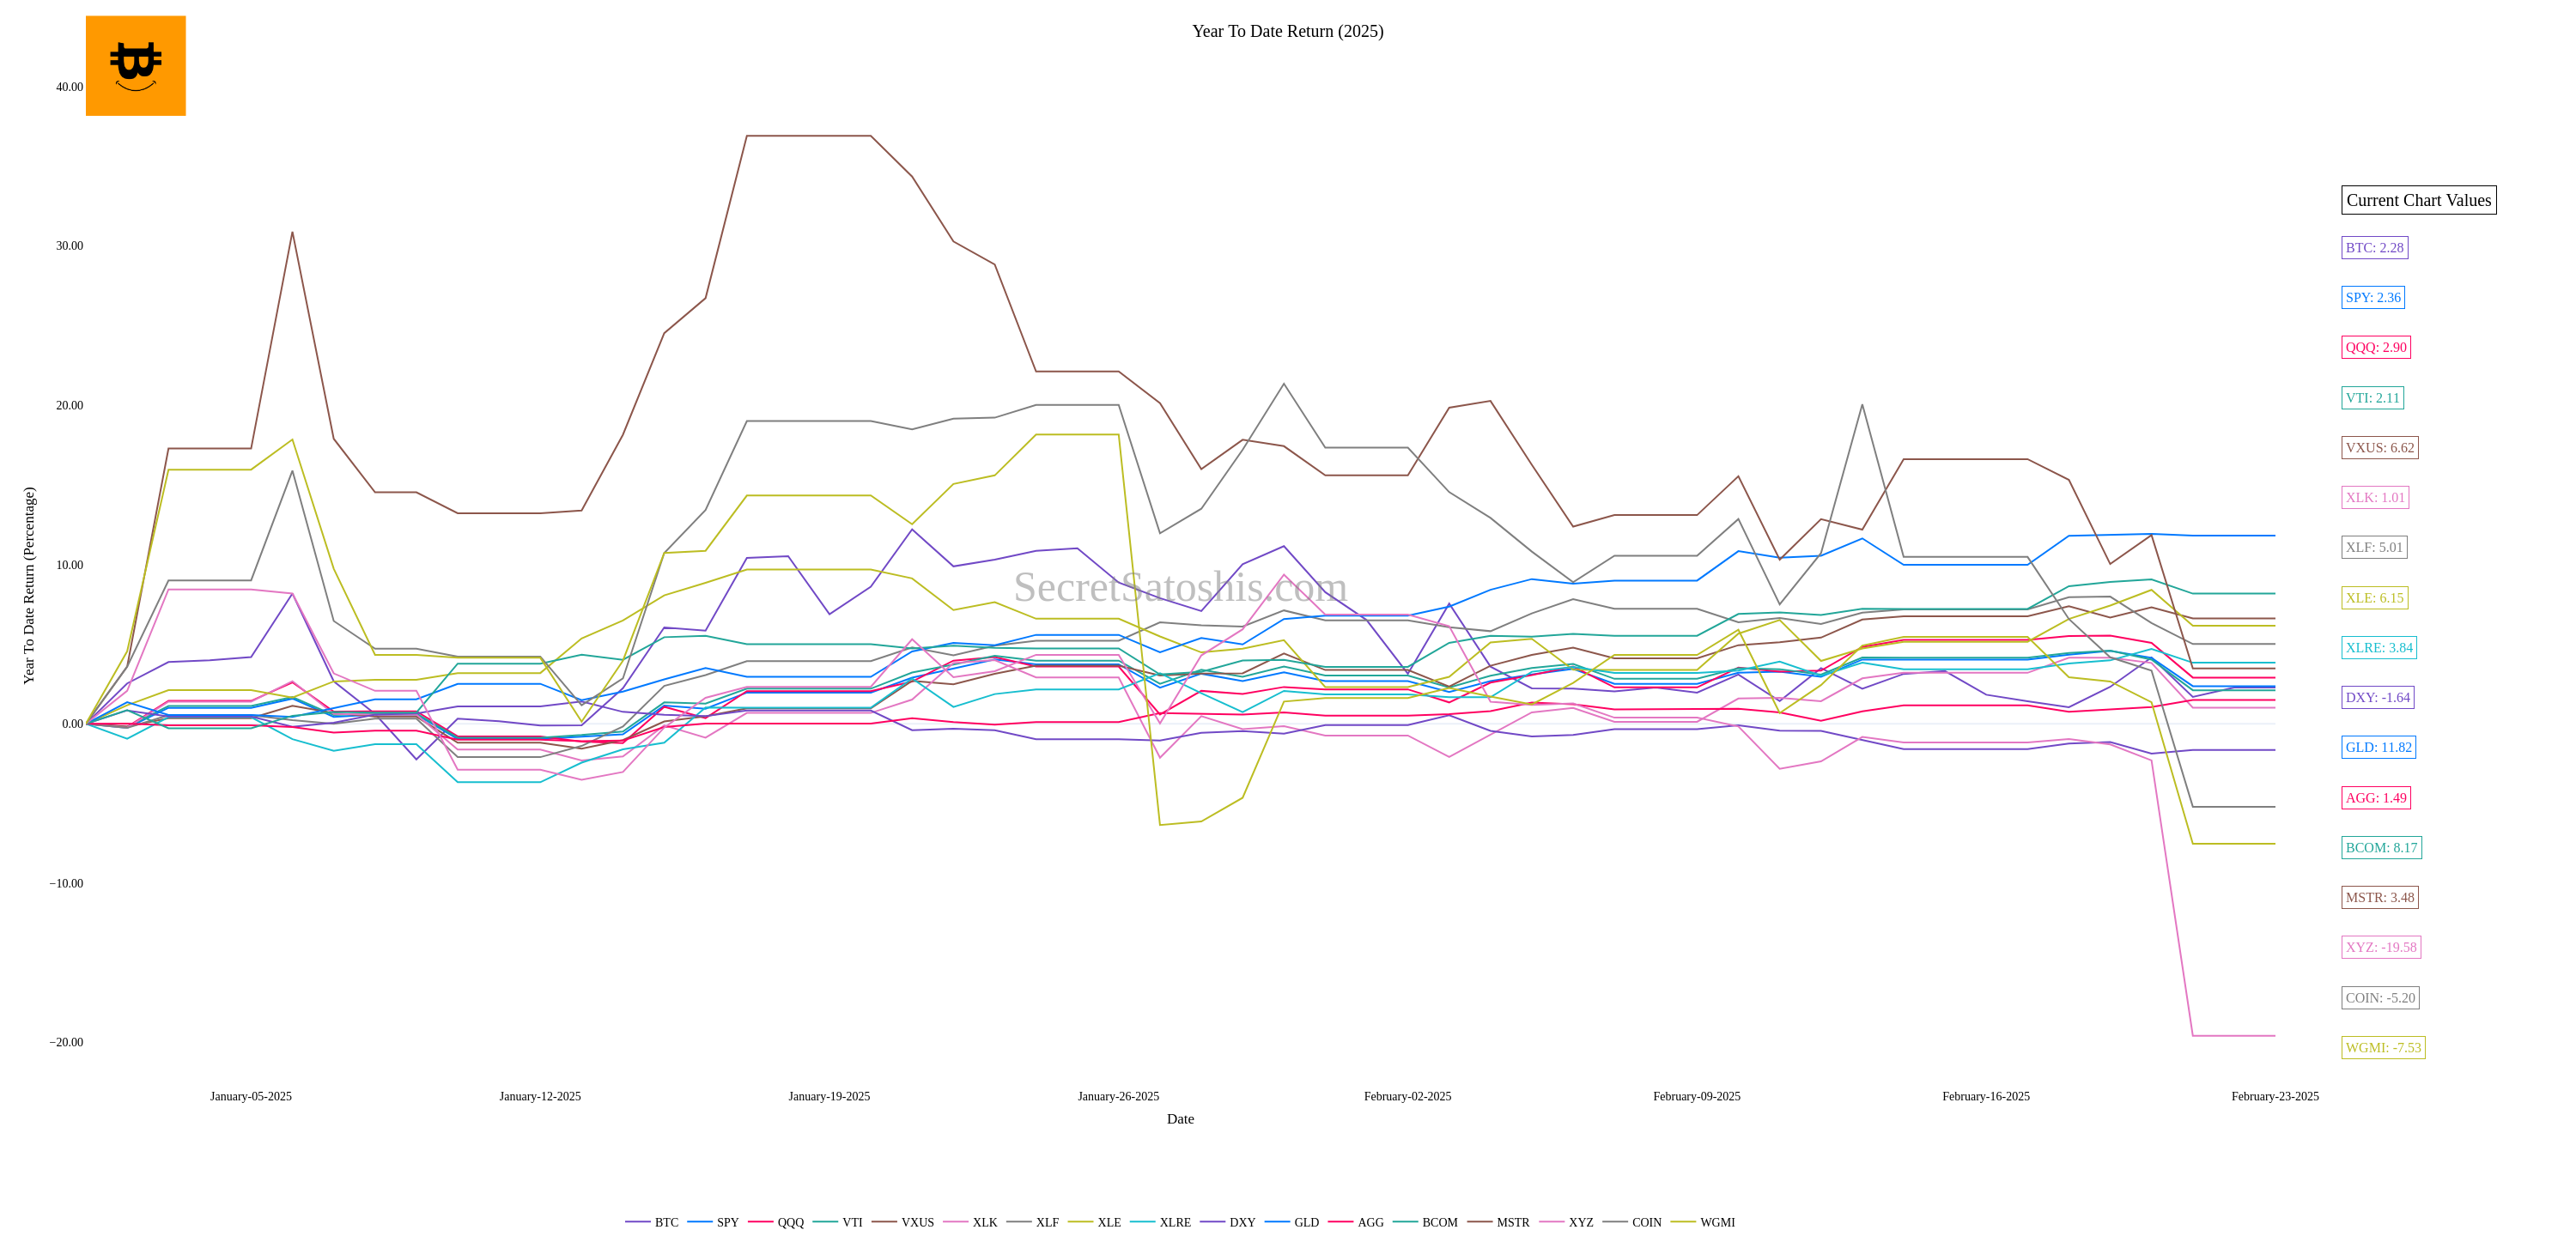 Year To Date Return (2025)
40.00
30.00
20.00
10.00
0.00
−10.00
−20.00
Year To Date Return (Percentage)
SecretSatoshis.com
January-05-2025
January-12-2025
January-19-2025
January-26-2025
February-02-2025
February-09-2025
February-16-2025
February-23-2025
Date
Current Chart Values
BTC: 2.28
SPY: 2.36
QQQ: 2.90
VTI: 2.11
VXUS: 6.62
XLK: 1.01
XLF: 5.01
XLE: 6.15
XLRE: 3.84
DXY: -1.64
GLD: 11.82
AGG: 1.49
BCOM: 8.17
MSTR: 3.48
XYZ: -19.58
COIN: -5.20
WGMI: -7.53
BTC SPY QQQ VTI VXUS XLK XLF XLE XLRE DXY GLD AGG BCOM MSTR XYZ COIN WGMI